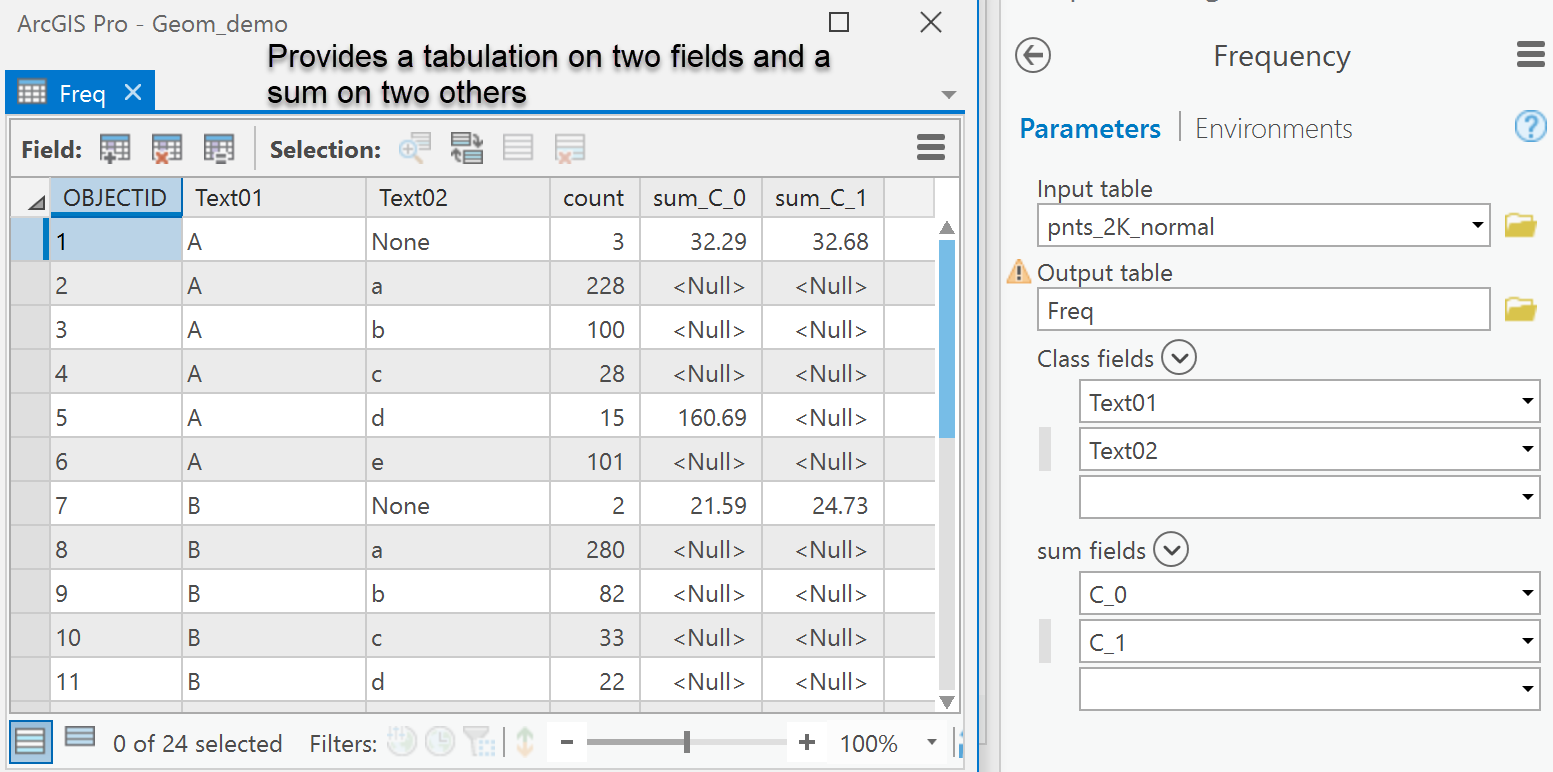 ArcGIS Pro - Geom_demo
Provides a tabulation on two fields and a
sum on two others
Freq
Field: Selection:
OBJECTID Text01 Text02 count sum_C_0 sum_C_1
1 A None 3 32.29 32.68
2 A a 228 <Null> <Null>
3 A b 100 <Null> <Null>
4 A c 28 <Null> <Null>
5 A d 15 160.69 <Null>
6 A e 101 <Null> <Null>
7 B None 2 21.59 24.73
8 B a 280 <Null> <Null>
9 B b 82 <Null> <Null>
10 B c 33 <Null> <Null>
11 B d 22 <Null> <Null>
0 of 24 selected Filters: - + 100%
Frequency
Parameters | Environments ?
Input table
pnts_2K_normal
Output table
Freq
Class fields
Text01
Text02
sum fields
C_0
C_1